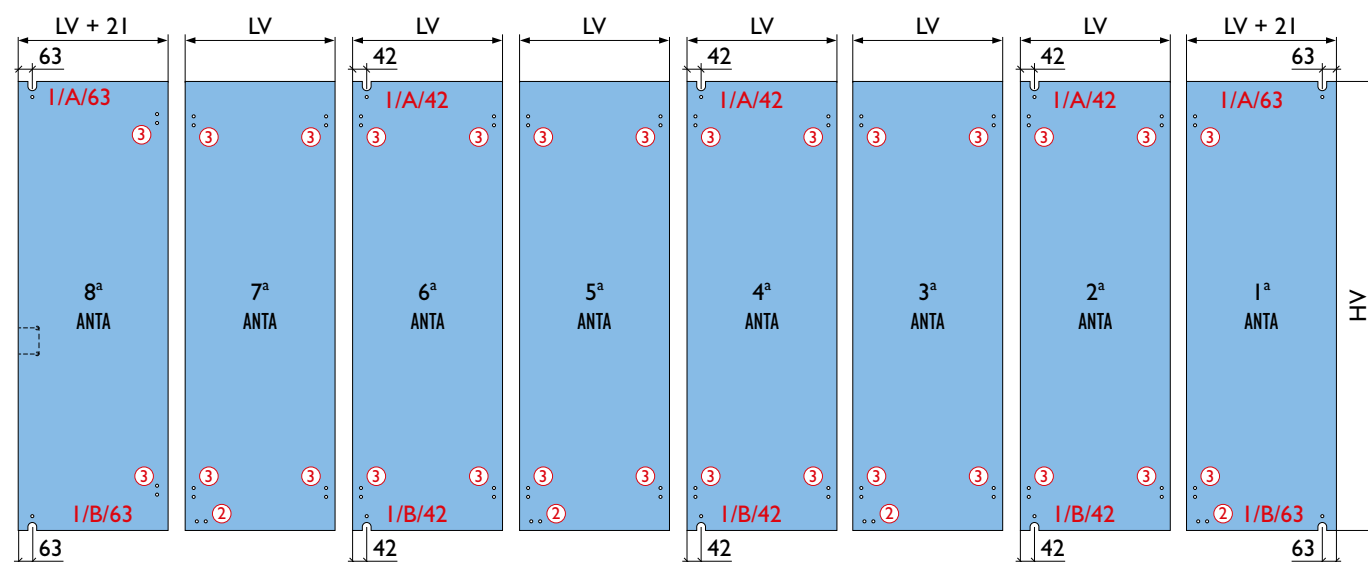 LV + 21 LV LV LV LV LV LV LV + 21
63 42 42 42 63
1/A/63 1/A/42 1/A/42 1/A/42 1/A/63
3 3 3 3 3 3 3 3 3 3 3 3 3 3
8ª 7ª 6ª 5ª 4ª 3ª 2ª 1ª
ANTA ANTA ANTA ANTA ANTA ANTA ANTA ANTA
HV
3 3 3 3 3 3 3 3 3 3 3 3 3 3
1/B/63 2 1/B/42 2 1/B/42 2 1/B/42 2 1/B/63
63 42 42 42 63